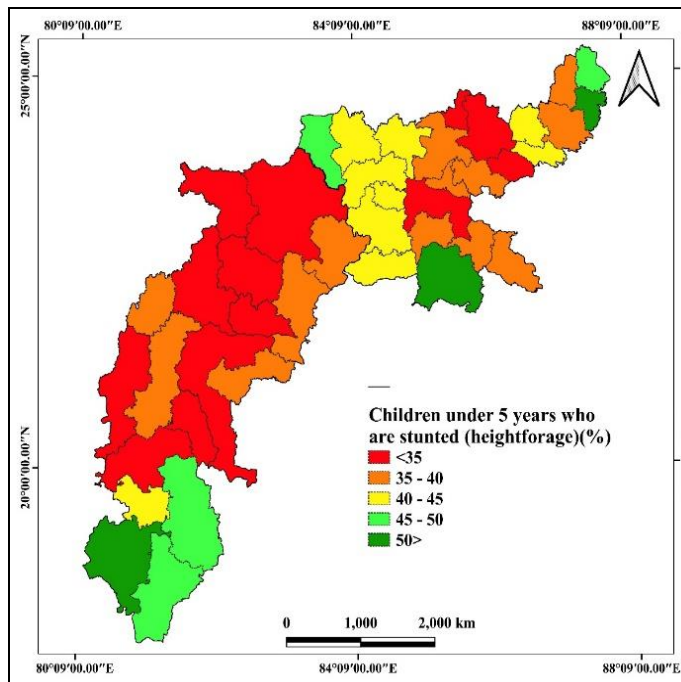 80°09′00.00″E 84°09′00.00″E 88°09′00.00″E
25°00′00.00″N
20°00′00.00″N
Children under 5 years who
are stunted (heightforage)(%)
<35
35 - 40
40 - 45
45 - 50
50>
0 1,000 2,000 km
80°09′00.00″E 84°09′00.00″E 88°09′00.00″E